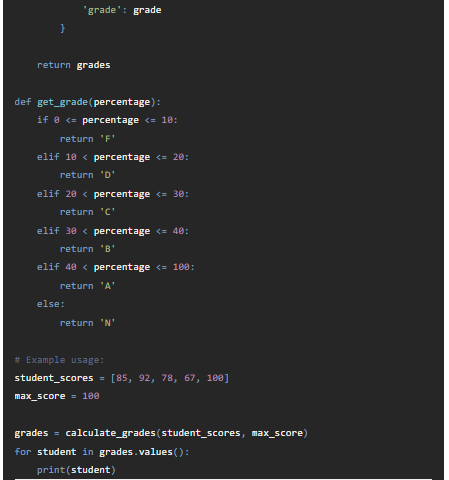 'grade': grade
}
return grades
def get_grade(percentage):
if 0 <= percentage <= 10:
return 'F'
elif 10 < percentage <= 20:
return 'D'
elif 20 < percentage <= 30:
return 'C'
elif 30 < percentage <= 40:
return 'B'
elif 40 < percentage <= 100:
return 'A'
else:
return 'N'
# Example usage:
student_scores = [85, 92, 78, 67, 100]
max_score = 100
grades = calculate_grades(student_scores, max_score)
for student in grades.values():
print(student)